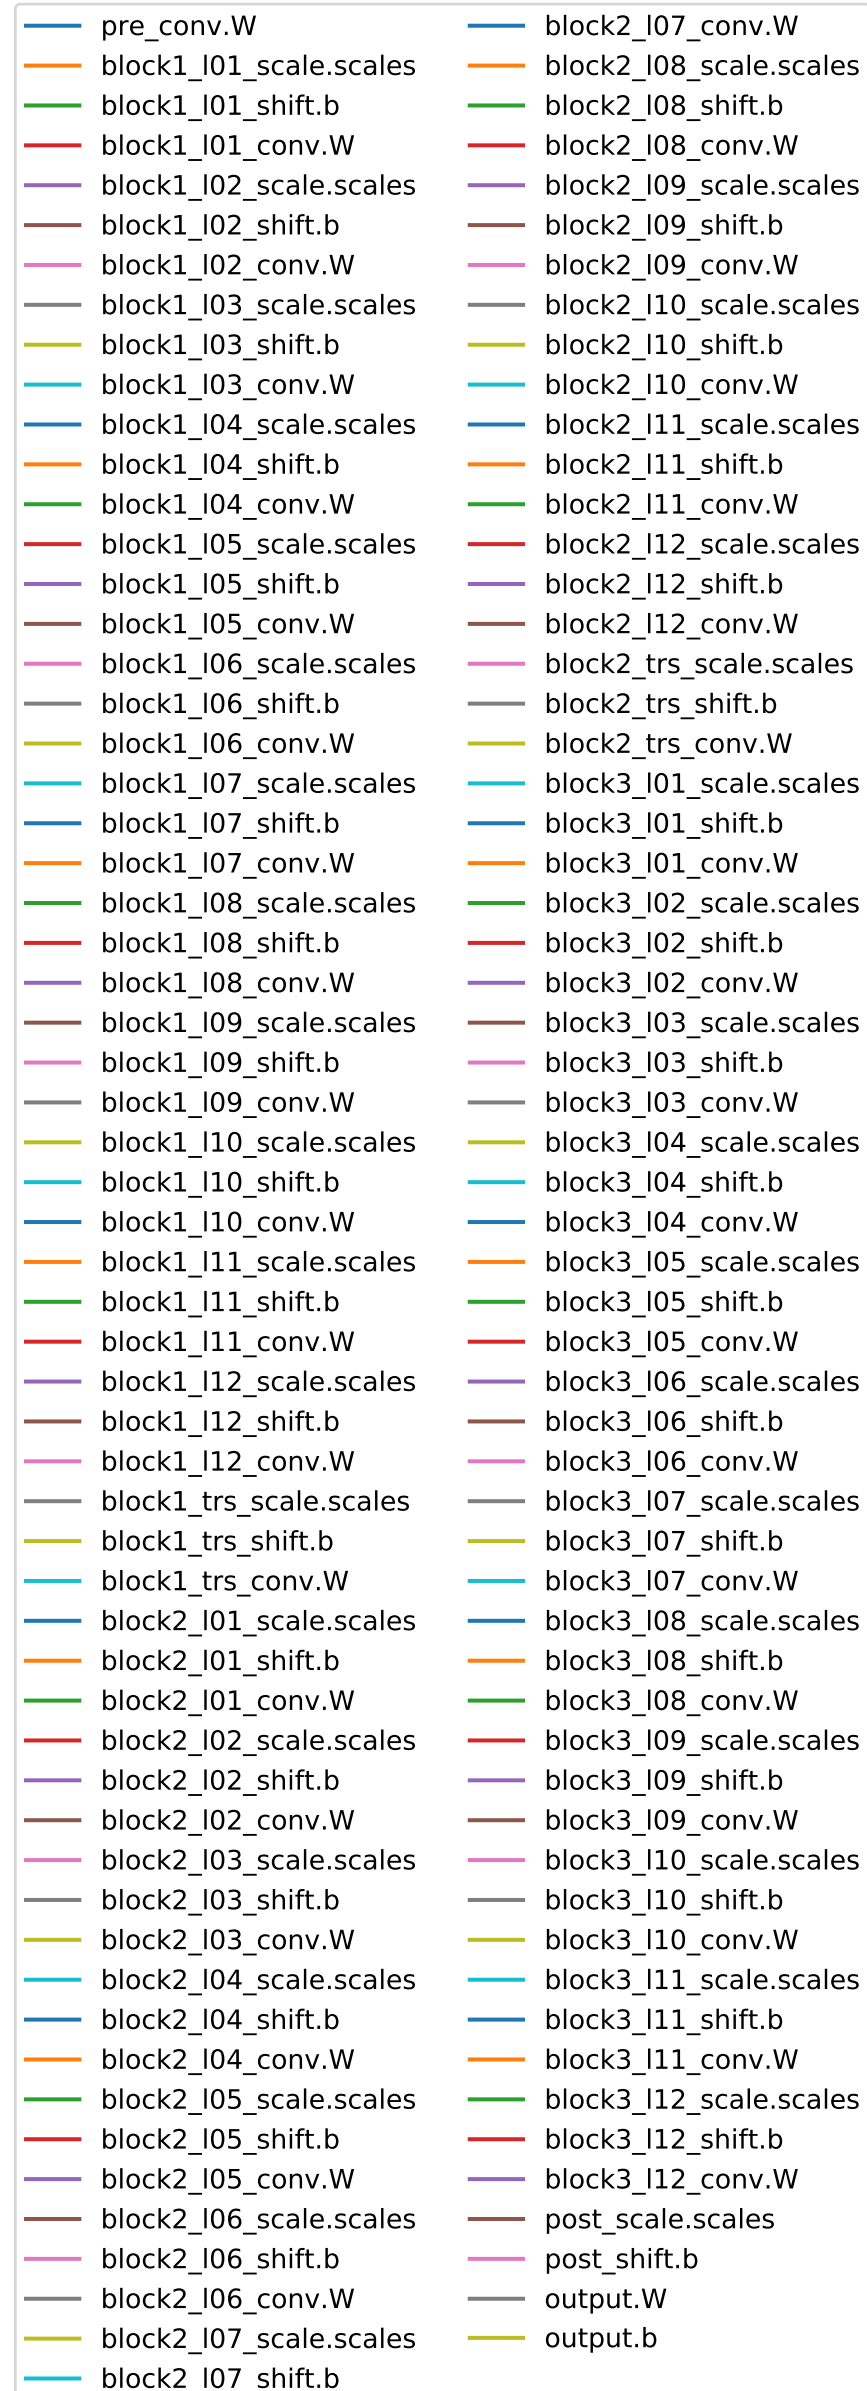 pre_conv.W
block1_l01_scale.scales
block1_l01_shift.b
block1_l01_conv.W
block1_l02_scale.scales
block1_l02_shift.b
block1_l02_conv.W
block1_l03_scale.scales
block1_l03_shift.b
block1_l03_conv.W
block1_l04_scale.scales
block1_l04_shift.b
block1_l04_conv.W
block1_l05_scale.scales
block1_l05_shift.b
block1_l05_conv.W
block1_l06_scale.scales
block1_l06_shift.b
block1_l06_conv.W
block1_l07_scale.scales
block1_l07_shift.b
block1_l07_conv.W
block1_l08_scale.scales
block1_l08_shift.b
block1_l08_conv.W
block1_l09_scale.scales
block1_l09_shift.b
block1_l09_conv.W
block1_l10_scale.scales
block1_l10_shift.b
block1_l10_conv.W
block1_l11_scale.scales
block1_l11_shift.b
block1_l11_conv.W
block1_l12_scale.scales
block1_l12_shift.b
block1_l12_conv.W
block1_trs_scale.scales
block1_trs_shift.b
block1_trs_conv.W
block2_l01_scale.scales
block2_l01_shift.b
block2_l01_conv.W
block2_l02_scale.scales
block2_l02_shift.b
block2_l02_conv.W
block2_l03_scale.scales
block2_l03_shift.b
block2_l03_conv.W
block2_l04_scale.scales
block2_l04_shift.b
block2_l04_conv.W
block2_l05_scale.scales
block2_l05_shift.b
block2_l05_conv.W
block2_l06_scale.scales
block2_l06_shift.b
block2_l06_conv.W
block2_l07_scale.scales
block2_l07_shift.b
block2_l07_conv.W
block2_l08_scale.scales
block2_l08_shift.b
block2_l08_conv.W
block2_l09_scale.scales
block2_l09_shift.b
block2_l09_conv.W
block2_l10_scale.scales
block2_l10_shift.b
block2_l10_conv.W
block2_l11_scale.scales
block2_l11_shift.b
block2_l11_conv.W
block2_l12_scale.scales
block2_l12_shift.b
block2_l12_conv.W
block2_trs_scale.scales
block2_trs_shift.b
block2_trs_conv.W
block3_l01_scale.scales
block3_l01_shift.b
block3_l01_conv.W
block3_l02_scale.scales
block3_l02_shift.b
block3_l02_conv.W
block3_l03_scale.scales
block3_l03_shift.b
block3_l03_conv.W
block3_l04_scale.scales
block3_l04_shift.b
block3_l04_conv.W
block3_l05_scale.scales
block3_l05_shift.b
block3_l05_conv.W
block3_l06_scale.scales
block3_l06_shift.b
block3_l06_conv.W
block3_l07_scale.scales
block3_l07_shift.b
block3_l07_conv.W
block3_l08_scale.scales
block3_l08_shift.b
block3_l08_conv.W
block3_l09_scale.scales
block3_l09_shift.b
block3_l09_conv.W
block3_l10_scale.scales
block3_l10_shift.b
block3_l10_conv.W
block3_l11_scale.scales
block3_l11_shift.b
block3_l11_conv.W
block3_l12_scale.scales
block3_l12_shift.b
block3_l12_conv.W
post_scale.scales
post_shift.b
output.W
output.b